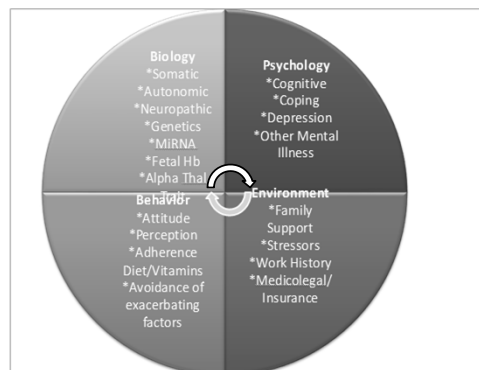 Biology
*Somatic
*Autonomic
*Neuropathic
*Genetics
*MiRNA
*Fetal Hb
*Alpha Thal
Trait
Psychology
*Cognitive
*Coping
*Depression
*Other Mental
Illness
Behavior
*Attitude
*Perception
*Adherence
Diet/Vitamins
*Avoidance of
exacerbating
factors
Environment
*Family
Support
*Stressors
*Work History
*Medicolegal/
Insurance